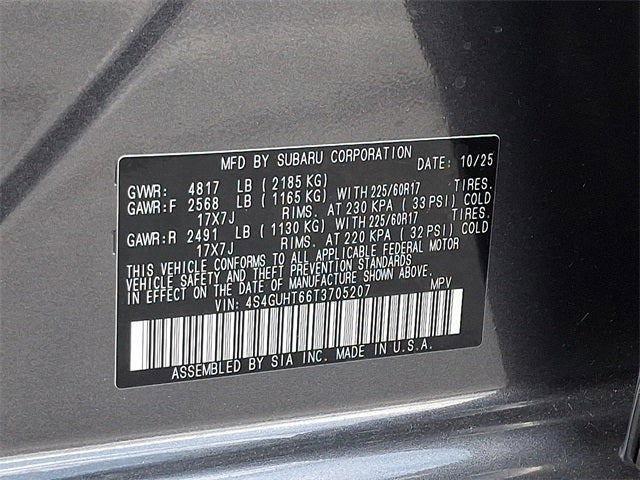 MFD BY SUBARU CORPORATION DATE: 10/25
GVWR: 4817 LB (2185 KG)
GAWR:F 2568 LB (1165 KG) WITH 225/60R17 TIRES.
17X7J RIMS. AT 230 KPA (33 PSI) COLD
GAWR:R 2491 LB (1130 KG) WITH 225/60R17 TIRES.
17X7J RIMS. AT 220 KPA (32 PSI) COLD
THIS VEHICLE CONFORMS TO ALL APPLICABLE FEDERAL MOTOR
VEHICLE SAFETY AND THEFT PREVENTION STANDARDS
IN EFFECT ON THE DATE OF MANUFACTURE SHOWN ABOVE.
VIN: 4S4GUHT66T3705207 MPV
ASSEMBLED BY SIA INC. MADE IN U.S.A.